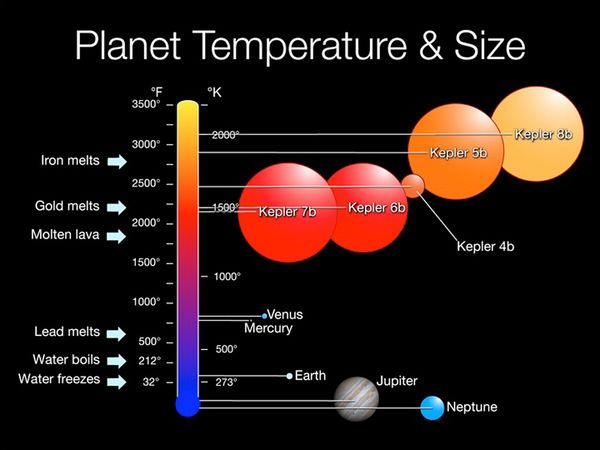 Planet Temperature & Size
°F °K
3500°
3000° 2000°
Kepler 8b
Kepler 5b
Iron melts
2500°
Gold melts 1500° Kepler 7b Kepler 6b
2000°
Molten lava
Kepler 4b
1500°
1000°
1000°
Venus
Mercury
Lead melts
500° 500°
Water boils 212°
Water freezes 32° 273° Earth
Jupiter
Neptune